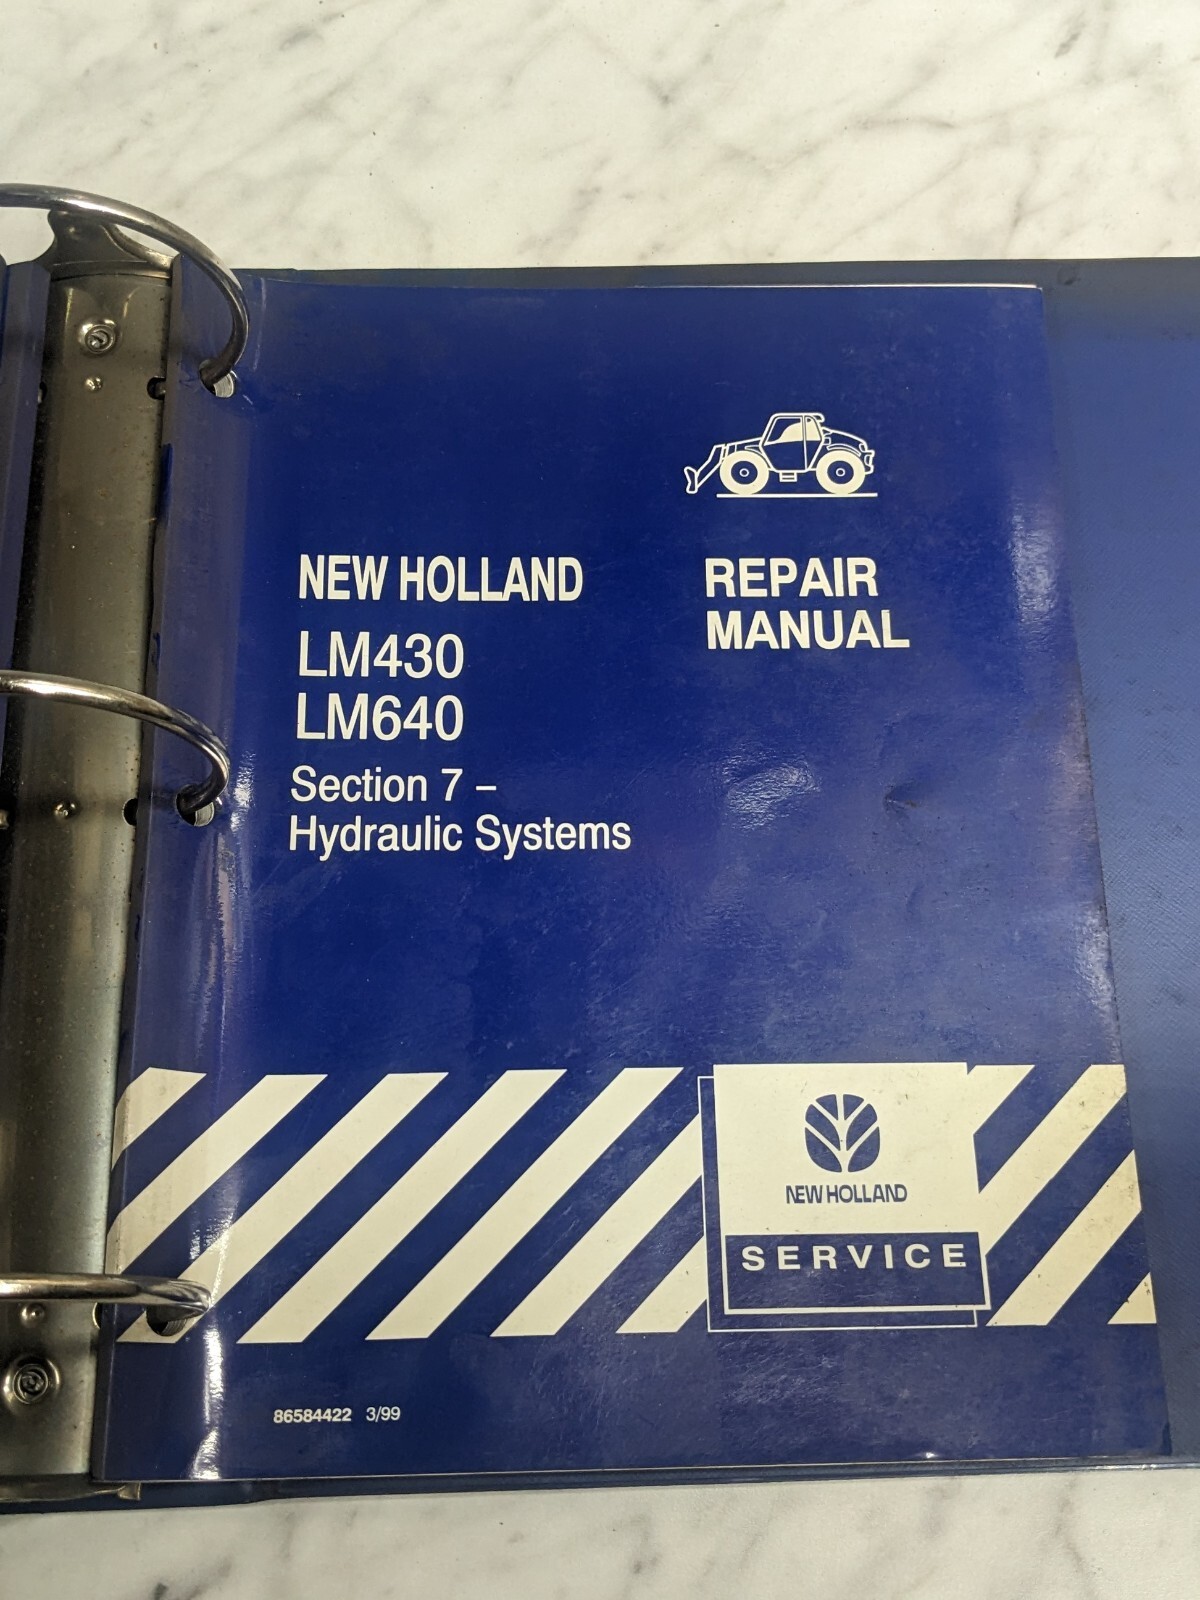 NEW HOLLAND
LM430
LM640
Section 7 –
Hydraulic Systems
REPAIR
MANUAL
NEW HOLLAND
SERVICE
86584422 3/99